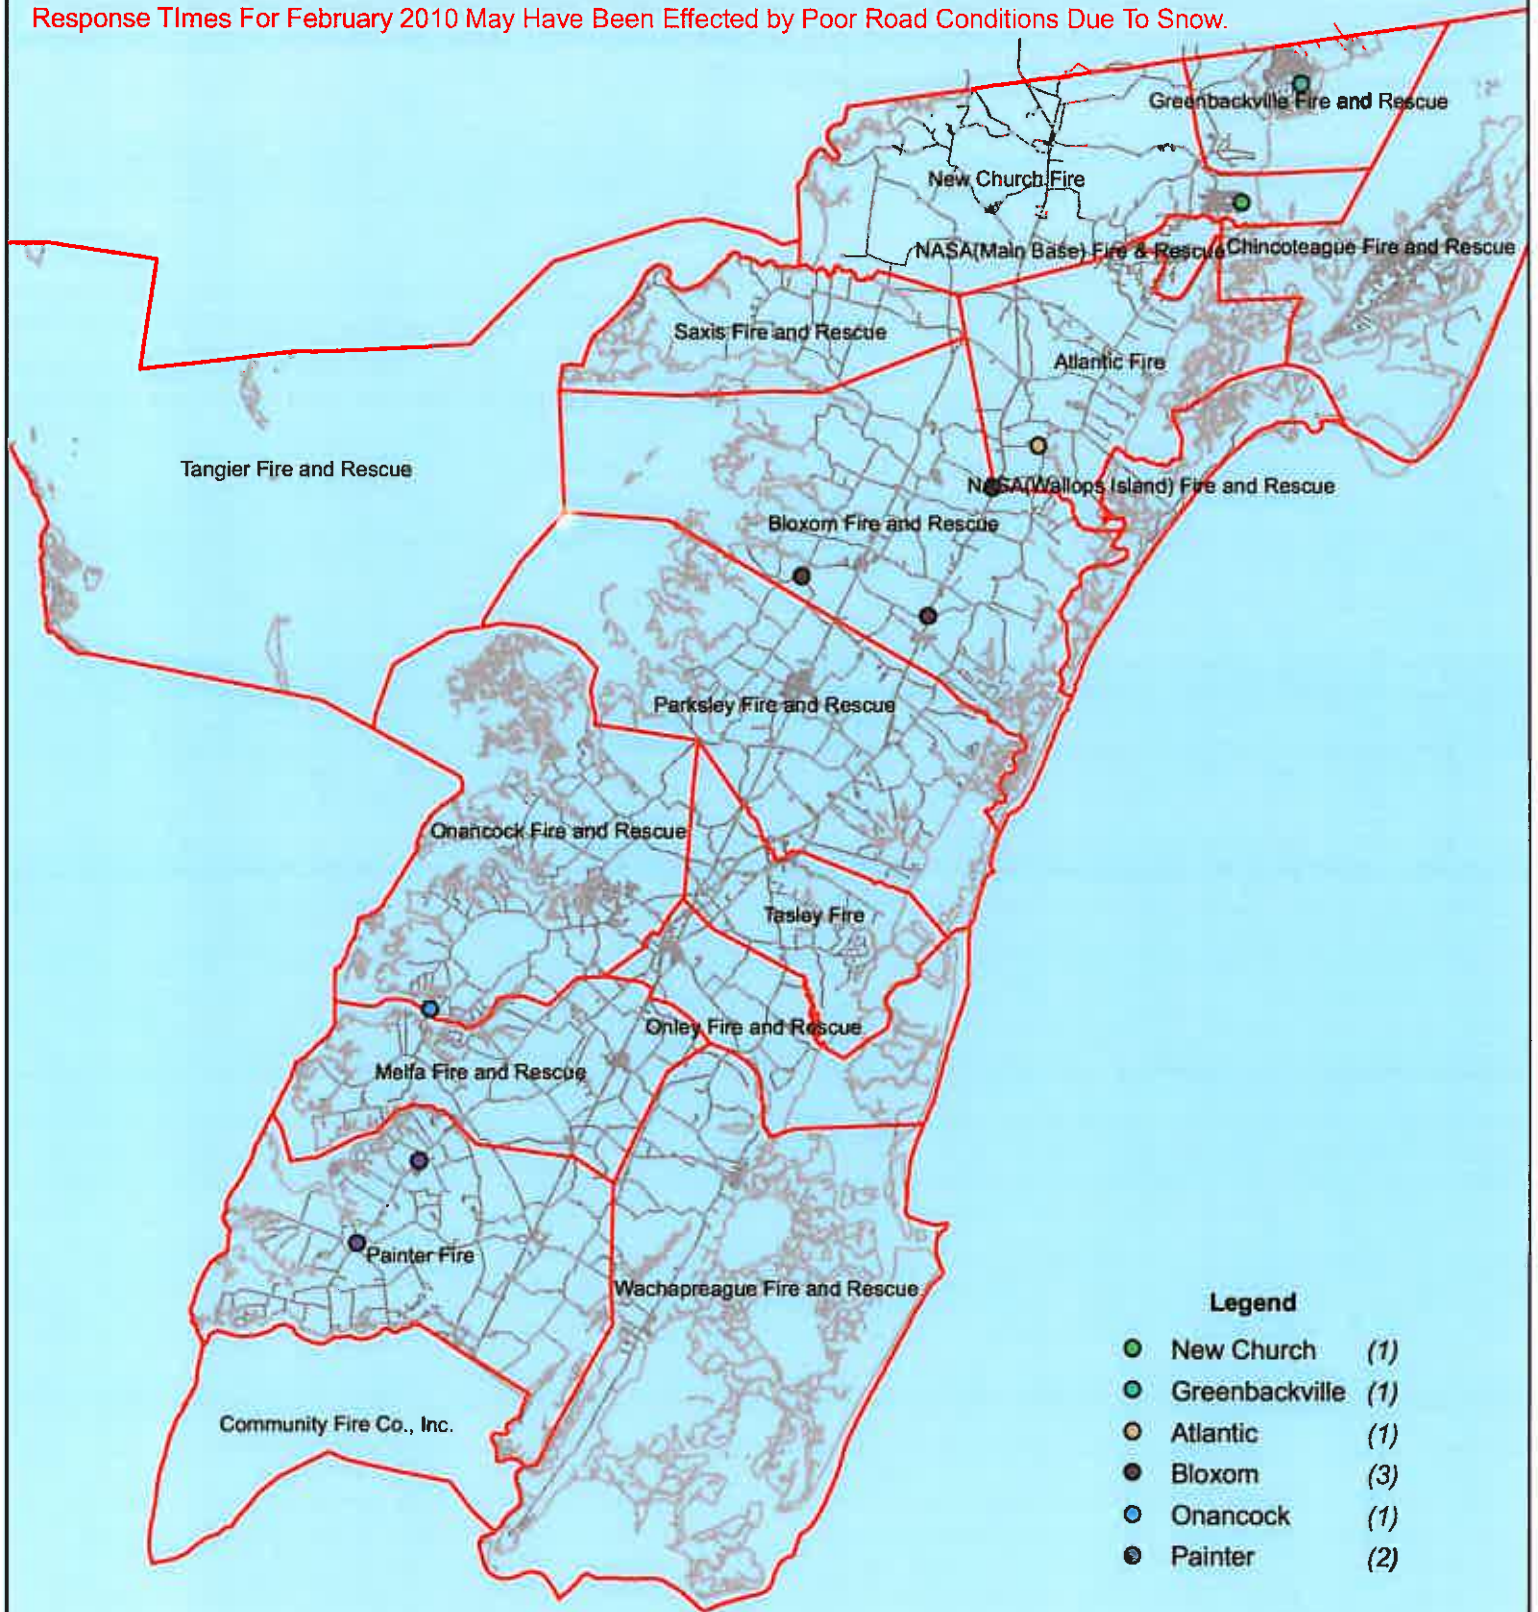 Response TImes For February 2010 May Have Been Effected by Poor Road Conditions Due To Snow.
Greenbackville Fire and Rescue
New Church Fire
NASA(Main Base) Fire & Rescue
Chincoteague Fire and Rescue
Saxis Fire and Rescue
Atlantic Fire
Tangier Fire and Rescue
NASA(Wallops Island) Fire and Rescue
Bloxom Fire and Rescue
Parksley Fire and Rescue
Onancock Fire and Rescue
Tasley Fire
Onley Fire and Rescue
Melfa Fire and Rescue
Painter Fire
Wachapreague Fire and Rescue
Community Fire Co., Inc.
Legend
New Church (1)
Greenbackville (1)
Atlantic (1)
Bloxom (3)
Onancock (1)
Painter (2)